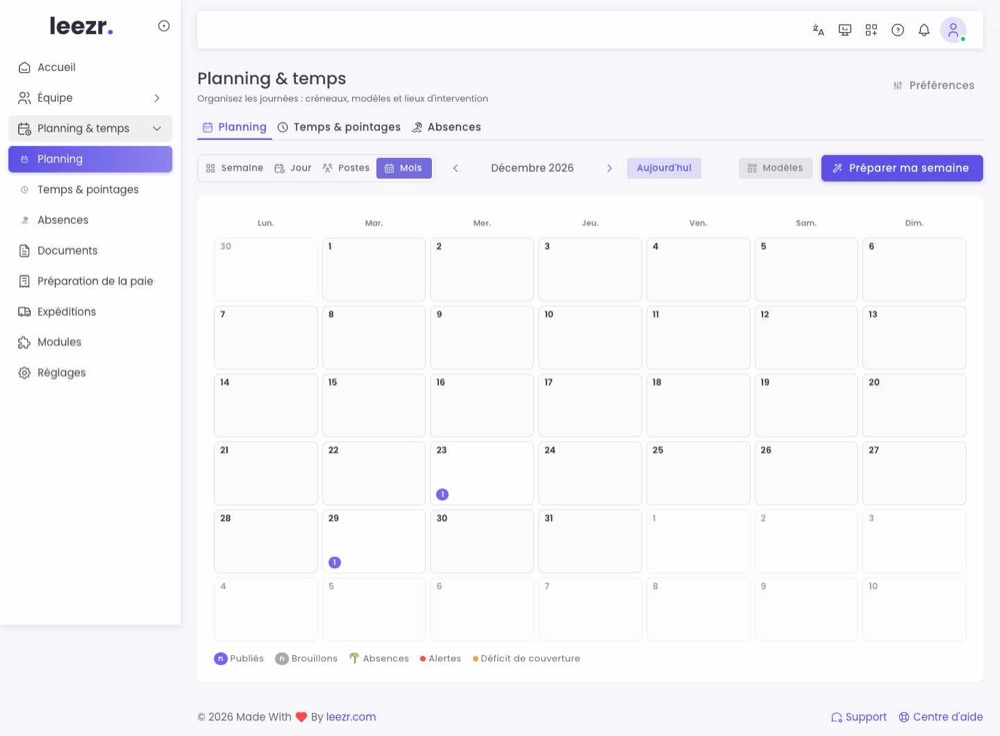 leezr.
Accueil
Équipe
Planning & temps
Planning
Temps & pointages
Absences
Documents
Préparation de la paie
Expéditions
Modules
Réglages
Planning & temps
Organisez les journées : créneaux, modèles et lieux d'intervention
Préférences
Planning Temps & pointages Absences
Semaine Jour Postes Mois Décembre 2026 Aujourd'hui Modèles Préparer ma semaine
Lun. Mar. Mer. Jeu. Ven. Sam. Dim.
30 1 2 3 4 5 6
7 8 9 10 11 12 13
14 15 16 17 18 19 20
21 22 23 24 25 26 27
1
28 29 30 31 1 2 3
1
4 5 6 7 8 9 10
n Publiés n Brouillons Absences Alertes Déficit de couverture
© 2026 Made With By leezr.com Support Centre d'aide